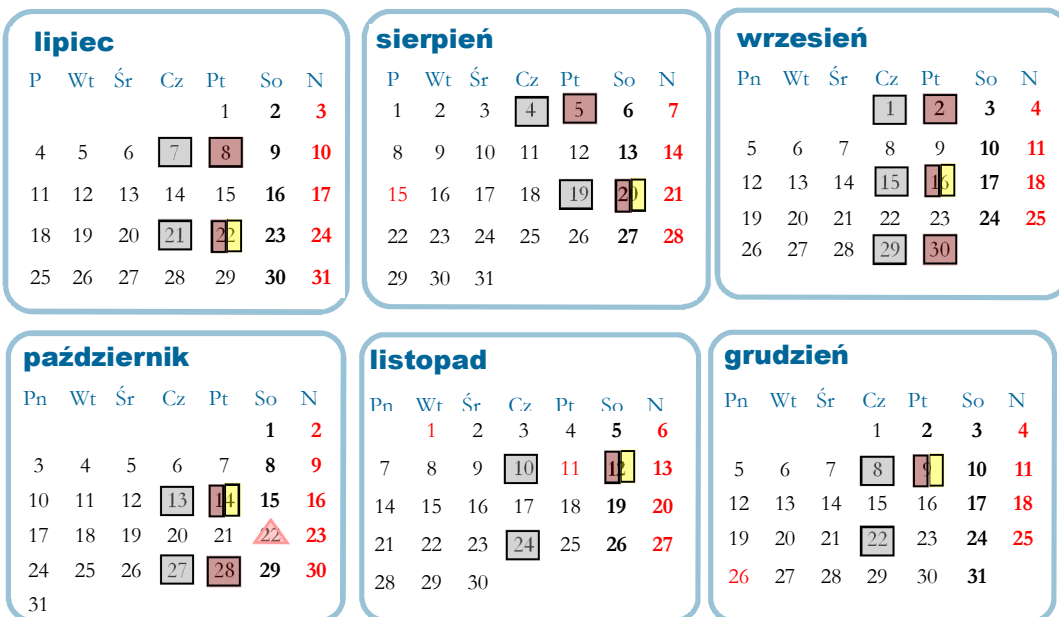 lipiec
P Wt Śr Cz Pt So N
1 2 3
4 5 6 7 8 9 10
11 12 13 14 15 16 17
18 19 20 21 22 23 24
25 26 27 28 29 30 31
sierpień
P Wt Śr Cz Pt So N
1 2 3 4 5 6 7
8 9 10 11 12 13 14
15 16 17 18 19 20 21
22 23 24 25 26 27 28
29 30 31
wrzesień
Pn Wt Śr Cz Pt So N
1 2 3 4
5 6 7 8 9 10 11
12 13 14 15 16 17 18
19 20 21 22 23 24 25
26 27 28 29 30
październik
Pn Wt Śr Cz Pt So N
1 2
3 4 5 6 7 8 9
10 11 12 13 14 15 16
17 18 19 20 21 22 23
24 25 26 27 28 29 30
31
listopad
Pn Wt Śr Cz Pt So N
1 2 3 4 5 6
7 8 9 10 11 12 13
14 15 16 17 18 19 20
21 22 23 24 25 26 27
28 29 30
grudzień
Pn Wt Śr Cz Pt So N
1 2 3 4
5 6 7 8 9 10 11
12 13 14 15 16 17 18
19 20 21 22 23 24 25
26 27 28 29 30 31